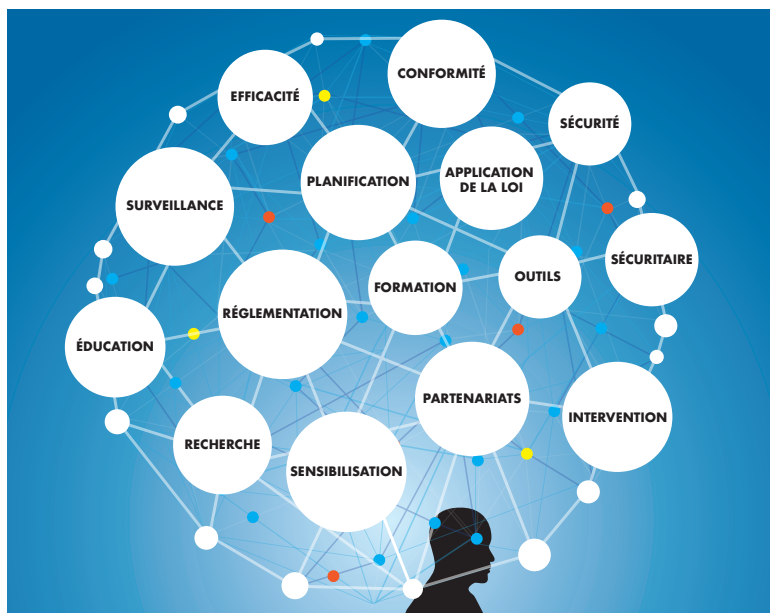 CONFORMITÉ
EFFICACITÉ
SÉCURITÉ
PLANIFICATION
APPLICATION
DE LA LOI
SURVEILLANCE
SÉCURITAIRE
OUTILS
FORMATION
RÉGLEMENTATION
ÉDUCATION
PARTENARIATS
INTERVENTION
RECHERCHE
SENSIBILISATION